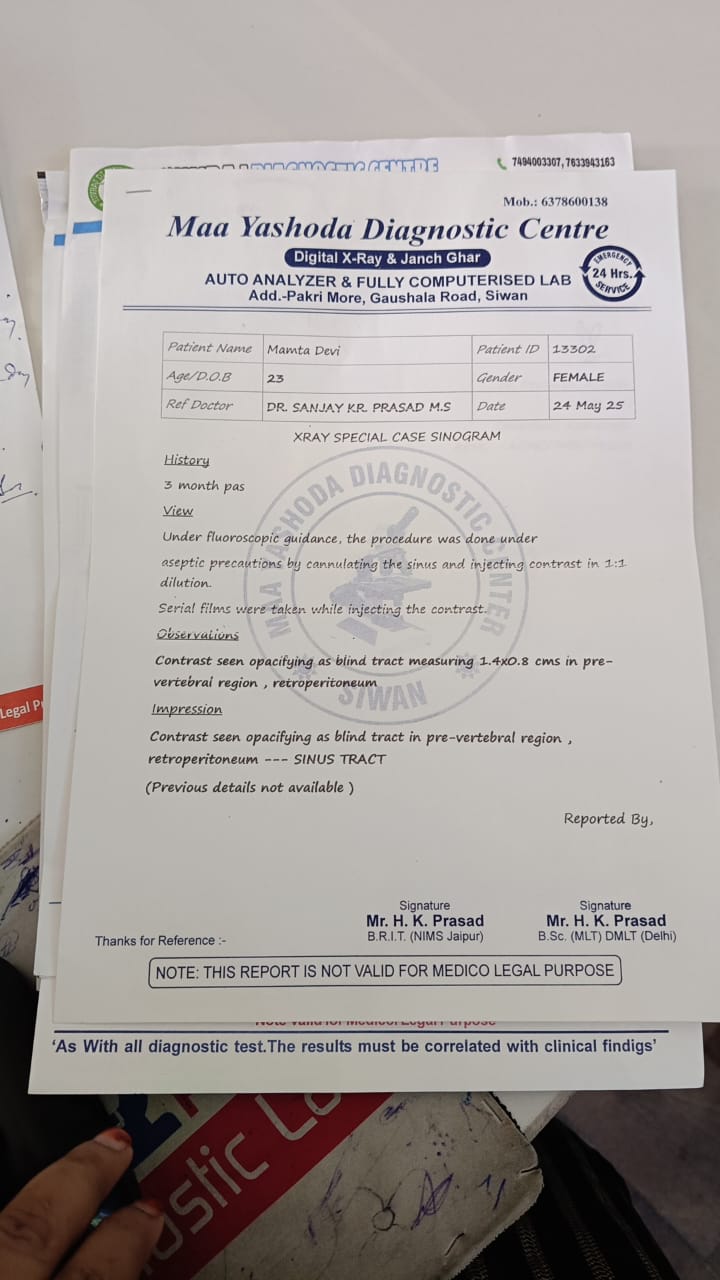 DIAGNOSTIC CENTRE
7494003307, 7633943163
Mob.: 6378600138
Maa Yashoda Diagnostic Centre
Digital X-Ray & Janch Ghar
AUTO ANALYZER & FULLY COMPUTERISED LAB
Add.-Pakri More, Gaushala Road, Siwan
EMERGENCY
24 Hrs.
SERVICE
Patient Name Mamta Devi Patient ID 13302
Age/D.O.B 23 Gender FEMALE
Ref Doctor DR. SANJAY KR. PRASAD M.S Date 24 May 25
XRAY SPECIAL CASE SINOGRAM
History
3 month pas
View
Under fluoroscopic guidance, the procedure was done under
aseptic precautions by cannulating the sinus and injecting contrast in 1:1
dilution.
Serial films were taken while injecting the contrast.
Observations
Contrast seen opacifying as blind tract measuring 1.4x0.8 cms in pre-
vertebral region , retroperitoneum
Impression
Contrast seen opacifying as blind tract in pre-vertebral region ,
retroperitoneum --- SINUS TRACT
(Previous details not available )
MAA YASHODA DIAGNOSTIC CENTER
SIWAN
Reported By,
Signature
Mr. H. K. Prasad
B.R.I.T. (NIMS Jaipur)
Signature
Mr. H. K. Prasad
B.Sc. (MLT) DMLT (Delhi)
Thanks for Reference :-
NOTE: THIS REPORT IS NOT VALID FOR MEDICO LEGAL PURPOSE
'As With all diagnostic test.The results must be correlated with clinical findigs'
Legal